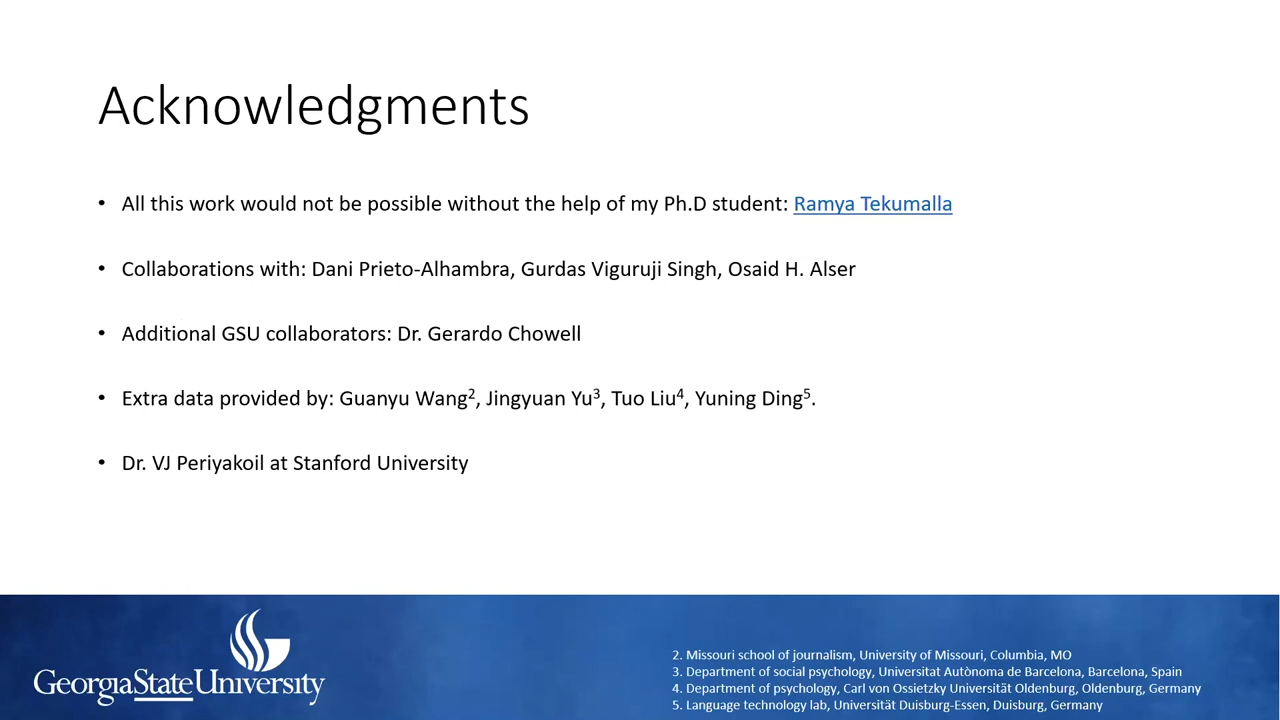 Acknowledgments
• All this work would not be possible without the help of my Ph.D student: Ramya Tekumalla
• Collaborations with: Dani Prieto-Alhambra, Gurdas Viguruji Singh, Osaid H. Alser
• Additional GSU collaborators: Dr. Gerardo Chowell
• Extra data provided by: Guanyu Wang², Jingyuan Yu³, Tuo Liu⁴, Yuning Ding⁵.
• Dr. VJ Periyakoil at Stanford University
GeorgiaStateUniversity
2. Missouri school of journalism, University of Missouri, Columbia, MO
3. Department of social psychology, Universitat Autònoma de Barcelona, Barcelona, Spain
4. Department of psychology, Carl von Ossietzky Universität Oldenburg, Oldenburg, Germany
5. Language technology lab, Universität Duisburg-Essen, Duisburg, Germany